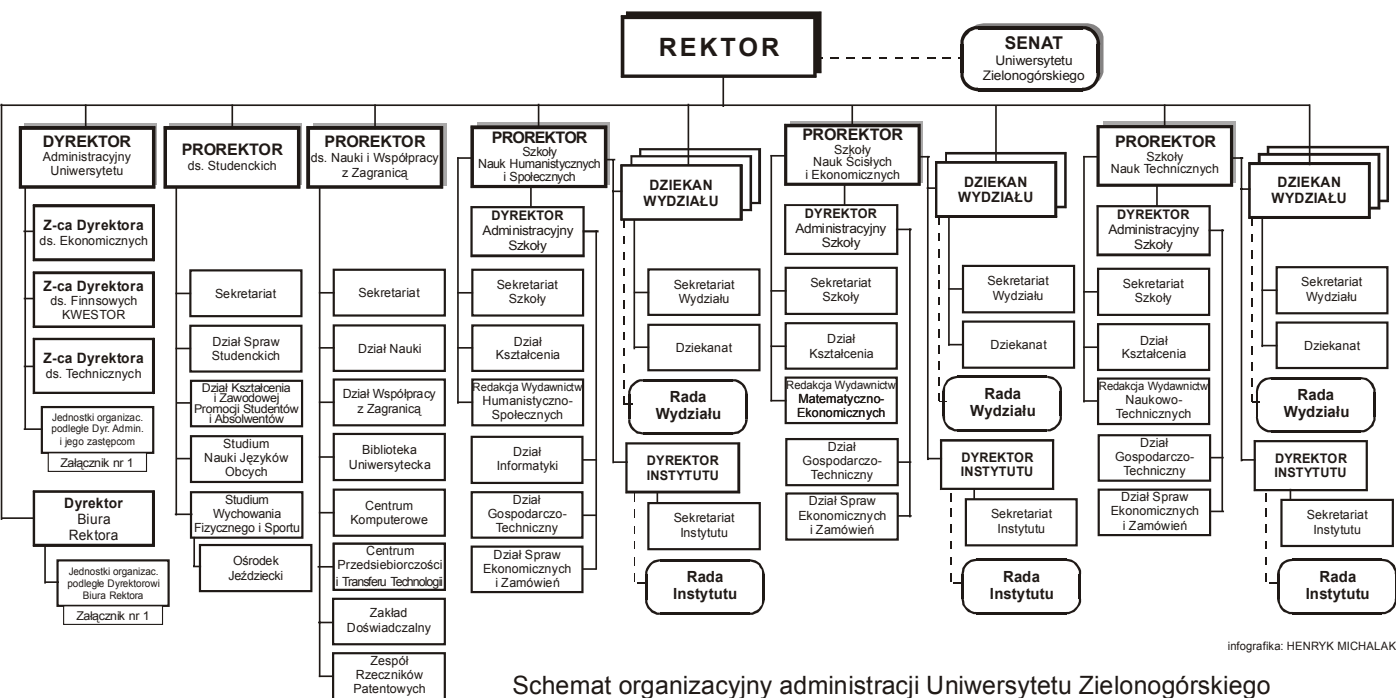 REKTOR
SENAT
Uniwersytetu
Zielonogórskiego
DYREKTOR
Administracyjny
Uniwersytetu
Z-ca Dyrektora
ds. Ekonomicznych
Z-ca Dyrektora
ds. Finnsowych
KWESTOR
Z-ca Dyrektora
ds. Technicznych
Jednostki organizac.
podległe Dyr. Admin.
i jego zastępcom
Załącznik nr 1
Dyrektor
Biura
Rektora
Jednostki organizac.
podległe Dyrektorowi
Biura Rektora
Załącznik nr 1
PROREKTOR
ds. Studenckich
Sekretariat
Dział Spraw
Studenckich
Dział Kształcenia
i Zawodowej
Promocji Studentów
i Absolwentów
Studium
Nauki Języków
Obcych
Studium
Wychowania
Fizycznego i Sportu
Ośrodek
Jeździecki
PROREKTOR
ds. Nauki i Współpracy
z Zagranicą
Sekretariat
Dział Nauki
Dział Współpracy
z Zagranicą
Biblioteka
Uniwersytecka
Centrum
Komputerowe
Centrum
Przedsiebiorczości
i Transferu Technologii
Zakład
Doświadczalny
Zespół
Rzeczników
Patentowych
PROREKTOR
Szkoły
Nauk Humanistycznych
i Społecznych
DYREKTOR
Administracyjny
Szkoły
Sekretariat
Szkoły
Dział
Kształcenia
Redakcja Wydawnictw
Humanistyczno-
Społecznych
Dział
Informatyki
Dział
Gospodarczo-
Techniczny
Dział Spraw
Ekonomicznych
i Zamówień
DZIEKAN
WYDZIAŁU
Sekretariat
Wydziału
Dziekanat
Rada
Wydziału
DYREKTOR
INSTYTUTU
Sekretariat
Instytutu
Rada
Instytutu
PROREKTOR
Szkoły
Nauk Ścisłych
i Ekonomicznych
DYREKTOR
Administracyjny
Szkoły
Sekretariat
Szkoły
Dział
Kształcenia
Redakcja Wydawnictw
Matematyczno-
Ekonomicznych
Dział
Gospodarczo-
Techniczny
Dział Spraw
Ekonomicznych
i Zamówień
DZIEKAN
WYDZIAŁU
Sekretariat
Wydziału
Dziekanat
Rada
Wydziału
DYREKTOR
INSTYTUTU
Sekretariat
Instytutu
Rada
Instytutu
PROREKTOR
Szkoły
Nauk Technicznych
DYREKTOR
Administracyjny
Szkoły
Sekretariat
Szkoły
Dział
Kształcenia
Redakcja Wydawnictw
Naukowo-
Technicznych
Dział
Gospodarczo-
Techniczny
Dział Spraw
Ekonomicznych
i Zamówień
DZIEKAN
WYDZIAŁU
Sekretariat
Wydziału
Dziekanat
Rada
Wydziału
DYREKTOR
INSTYTUTU
Sekretariat
Instytutu
Rada
Instytutu
infografika: HENRYK MICHALAK
Schemat organizacyjny administracji Uniwersytetu Zielonogórskiego